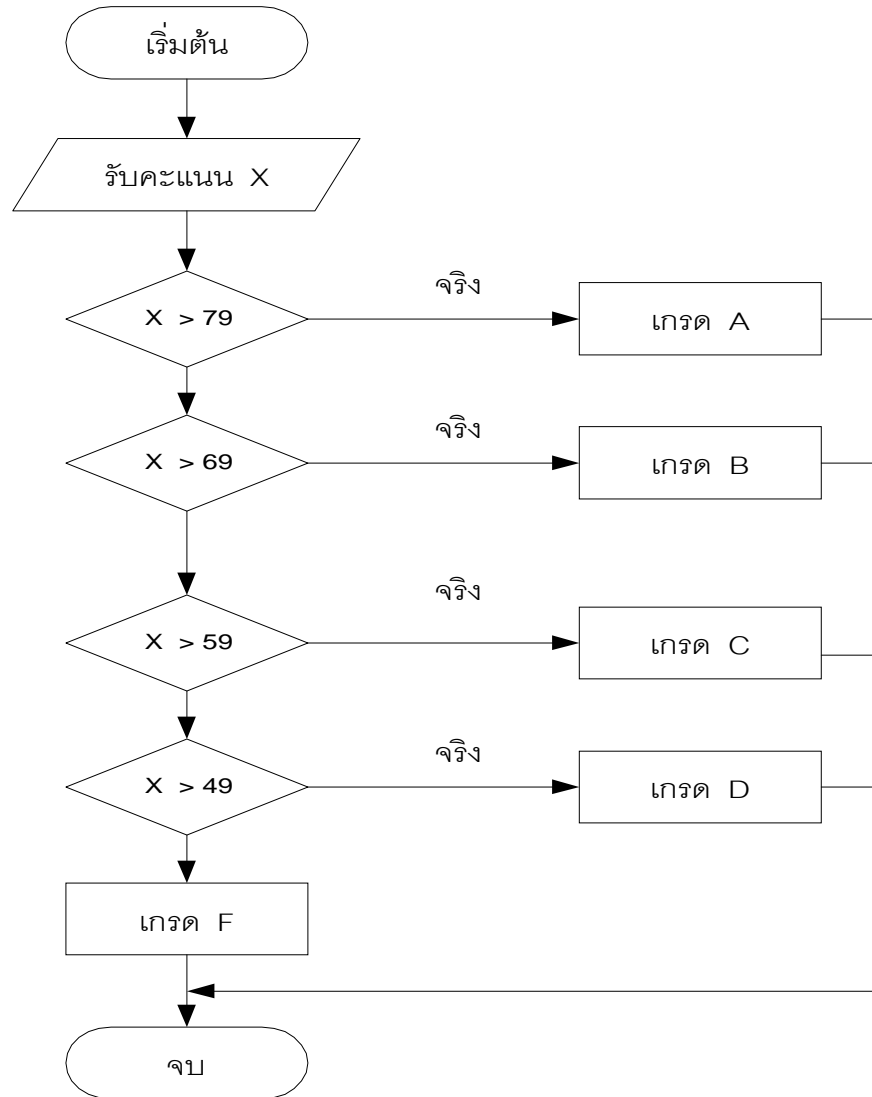 เริ่มต้น
รับคะแนน X
X > 79
จริง
เกรด A
X > 69
จริง
เกรด B
X > 59
จริง
เกรด C
X > 49
จริง
เกรด D
เกรด F
จบ